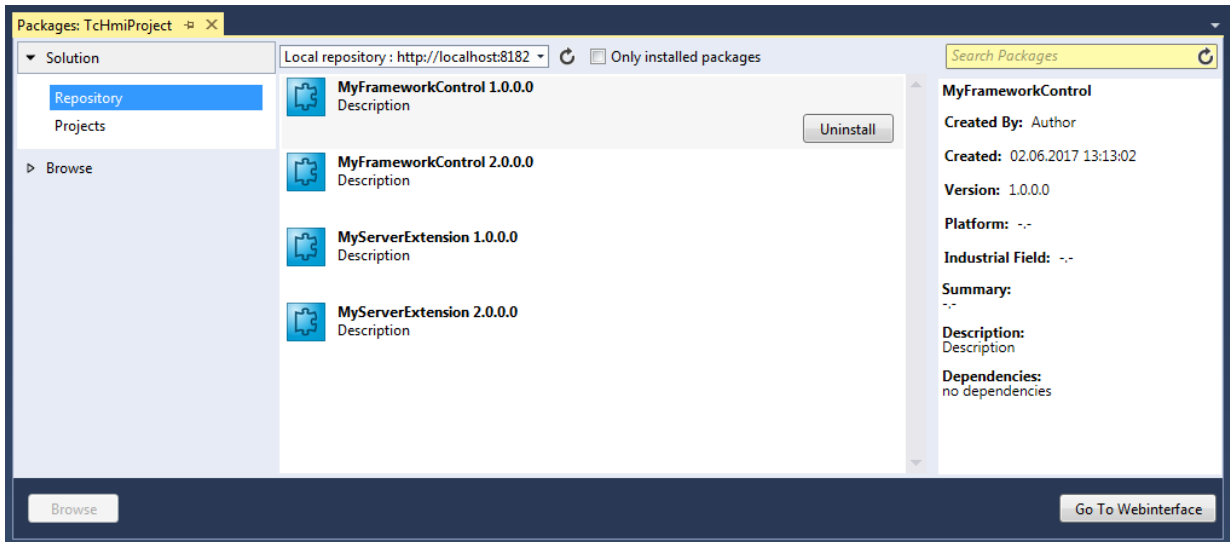 Packages: TcHmiProject
Solution
Repository
Projects
Browse
Local repository : http://localhost:8182
Only installed packages
MyFrameworkControl 1.0.0.0
Description
Uninstall
MyFrameworkControl 2.0.0.0
Description
MyServerExtension 1.0.0.0
Description
MyServerExtension 2.0.0.0
Description
Search Packages
MyFrameworkControl
Created By: Author
Created: 02.06.2017 13:13:02
Version: 1.0.0.0
Platform: -.-
Industrial Field: -.-
Summary:
-.-
Description:
Description
Dependencies:
no dependencies
Browse
Go To Webinterface